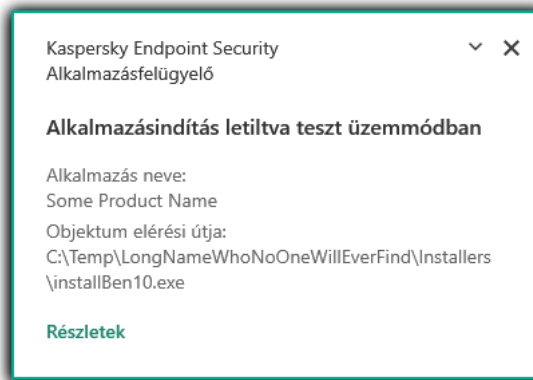 Kaspersky Endpoint Security
Alkalmazásfelügyelő
Alkalmazásindítás letiltva teszt üzemmódban
Alkalmazás neve:
Some Product Name
Objektum elérési útja:
C:\Temp\LongNameWhoNoOneWillEverFind\Installers
\installBen10.exe
Részletek